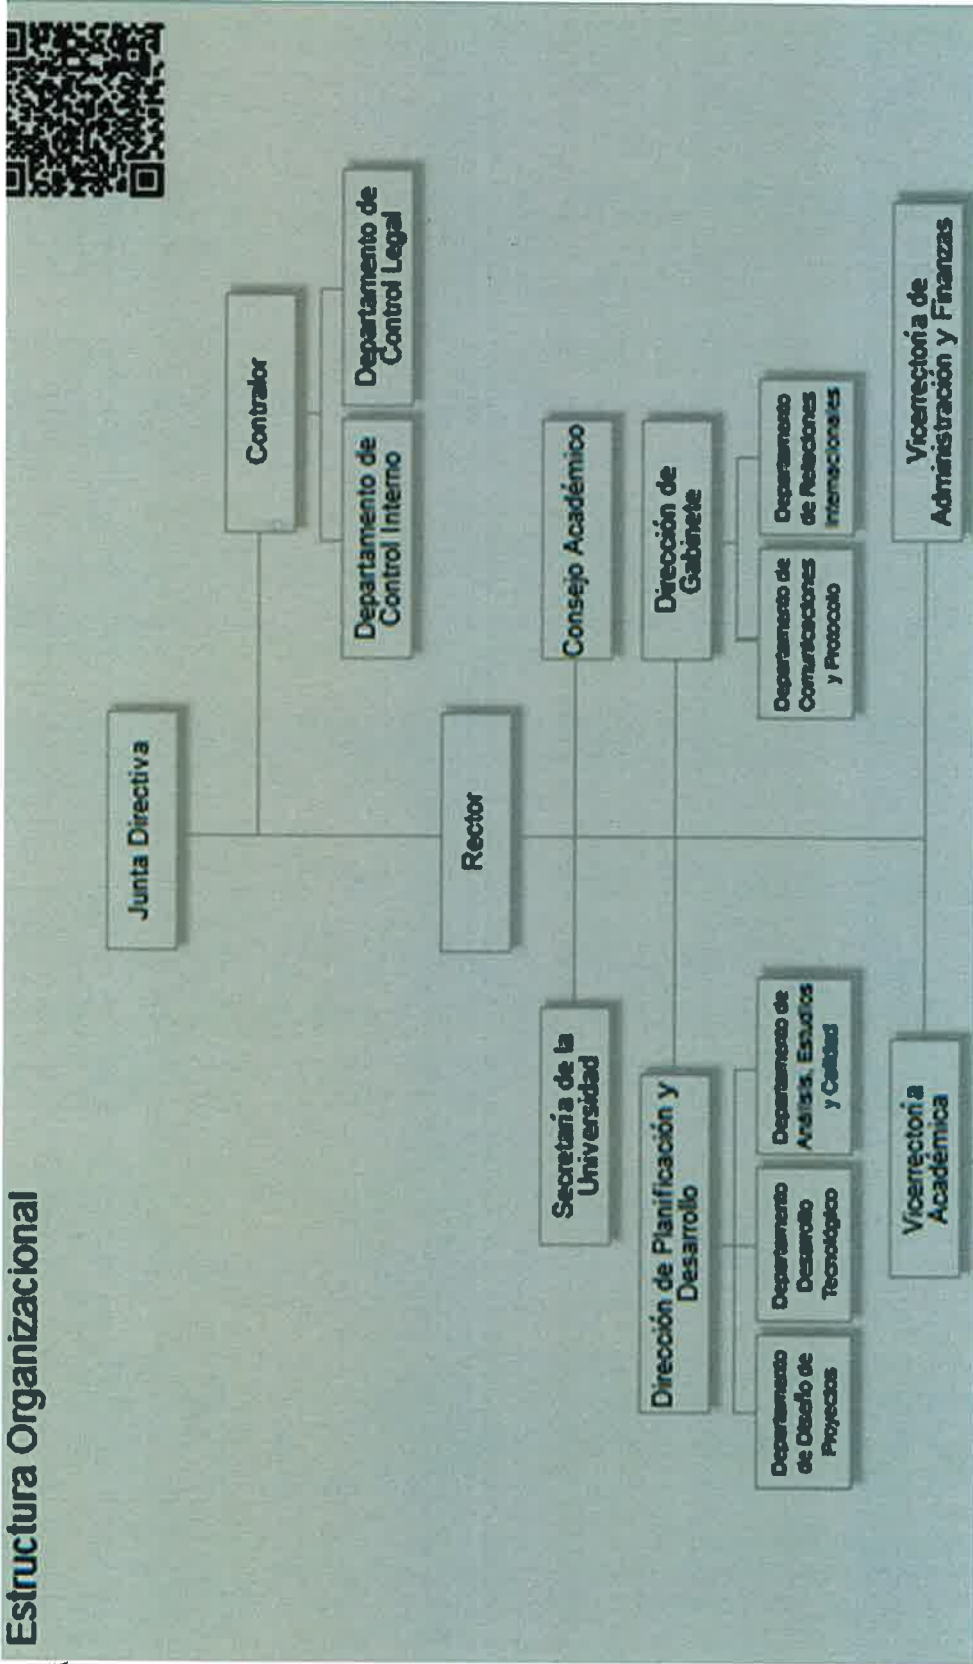 Estructura Organizacional
Junta Directiva
Contralor
Departamento de
Control Interno
Departamento de
Control Legal
Rector
Secretaría de la
Universidad
Consejo Académico
Dirección de Planificación y
Desarrollo
Dirección de
Gabinete
Departamento
de Diseño de
Proyectos
Departamento
Desarrollo
Tecnológico
Departamento de
Análisis, Estudios
y Calidad
Departamento de
Comunicaciones
y Protocolo
Departamento
de Relaciones
Internacionales
Vicerrectoria
Académica
Vicerrectoria de
Administración y Finanzas